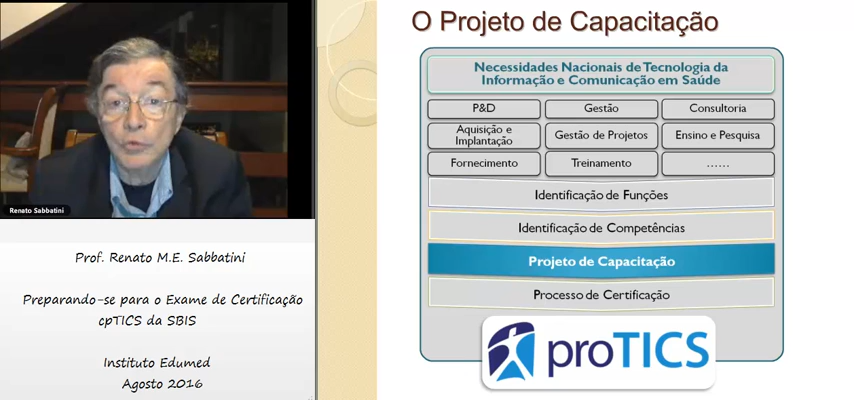 Renato Sabbatini
Prof. Renato M.E. Sabbatini
Preparando-se para o Exame de Certificação
cpTICS da SBIS
Instituto Edumed
Agosto 2016
O Projeto de Capacitação
Necessidades Nacionais de Tecnologia da
Informação e Comunicação em Saúde
P&D
Gestão
Consultoria
Aquisição e
Implantação
Gestão de Projetos
Ensino e Pesquisa
Fornecimento
Treinamento
......
Identificação de Funções
Identificação de Competências
Projeto de Capacitação
Processo de Certificação
proTICS